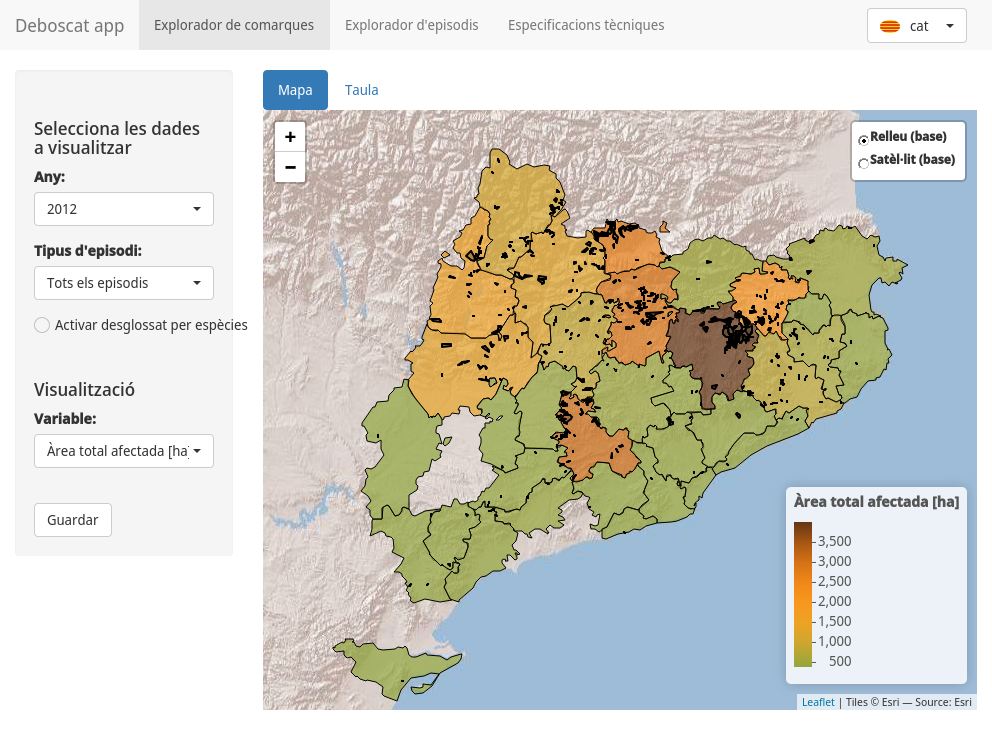 Deboscat app
Explorador de comarques
Explorador d'episodis
Especificacions tècniques
cat
Selecciona les dades
a visualitzar
Any:
2012
Tipus d'episodi:
Tots els episodis
Activar desglossat per espècies
Visualització
Variable:
Àrea total afectada [ha]
Guardar
Mapa
Taula
+
−
Relleu (base)
Satèl·lit (base)
Àrea total afectada [ha]
3,500
3,000
2,500
2,000
1,500
1,000
500
Leaflet | Tiles © Esri — Source: Esri